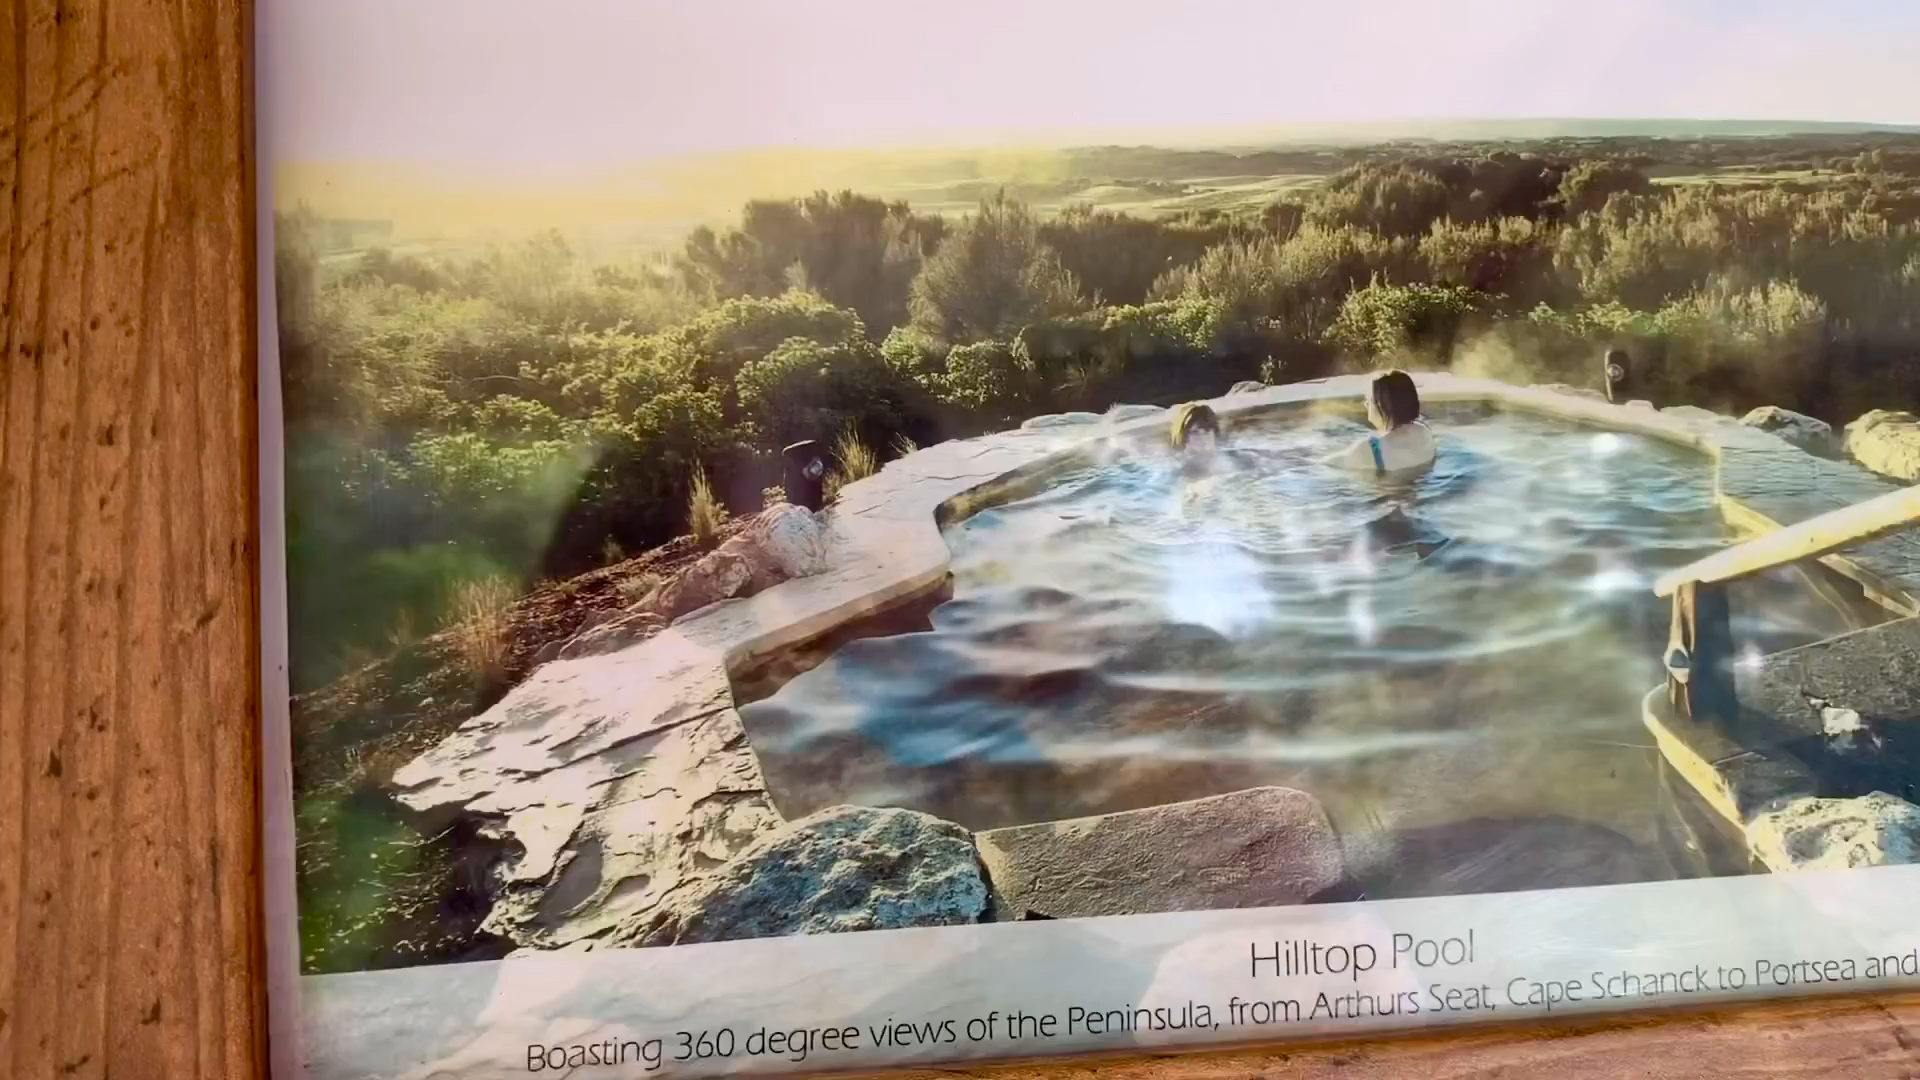 Hilltop Pool
Boasting 360 degree views of the Peninsula, from Arthurs Seat, Cape Schanck to Portsea and